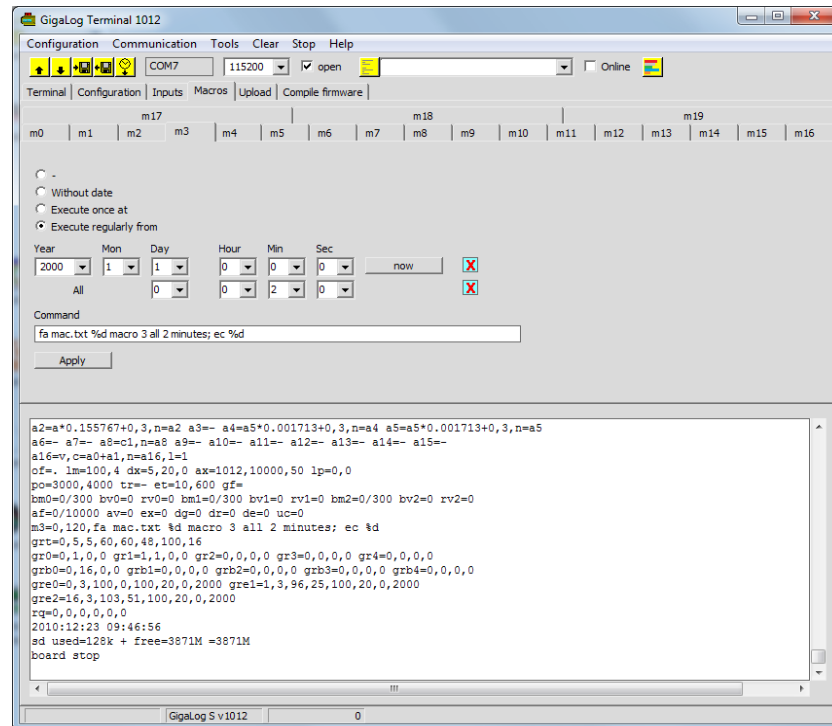 GigaLog Terminal 1012
Configuration Communication Tools Clear Stop Help
COM7 115200 open Online
Terminal Configuration Inputs Macros Upload Compile firmware
m17 m18 m19
m0 m1 m2 m3 m4 m5 m6 m7 m8 m9 m10 m11 m12 m13 m14 m15 m16
-
Without date
Execute once at
Execute regularly from
Year Mon Day Hour Min Sec
2000 1 1 0 0 0 now X
All 0 0 2 0 X
Command
fa mac.txt %d macro 3 all 2 minutes; ec %d
Apply
a2=a*0.155767+0,3,n=a2 a3=- a4=a5*0.001713+0,3,n=a4 a5=a5*0.001713+0,3,n=a5
a6=- a7=- a8=c1,n=a8 a9=- a10=- a11=- a12=- a13=- a14=- a15=-
a16=v,c=a0+a1,n=a16,l=1
of=. lm=100,4 dx=5,20,0 ax=1012,10000,50 lp=0,0
po=3000,4000 tr=- et=10,600 gf=
bm0=0/300 bv0=0 rv0=0 bm1=0/300 bv1=0 rv1=0 bm2=0/300 bv2=0 rv2=0
af=0/10000 av=0 ex=0 dg=0 dr=0 de=0 uc=0
m3=0,120,fa mac.txt %d macro 3 all 2 minutes; ec %d
grt=0,5,5,60,60,48,100,16
gr0=0,1,0,0 gr1=1,1,0,0 gr2=0,0,0,0 gr3=0,0,0,0 gr4=0,0,0,0
grb0=0,16,0,0 grb1=0,0,0,0 grb2=0,0,0,0 grb3=0,0,0,0 grb4=0,0,0,0
gre0=0,3,100,0,100,20,0,2000 gre1=1,3,96,25,100,20,0,2000
gre2=16,3,103,51,100,20,0,2000
rq=0,0,0,0,0,0
2010:12:23 09:46:56
sd used=128k + free=3871M =3871M
board stop
GigaLog S v1012 0